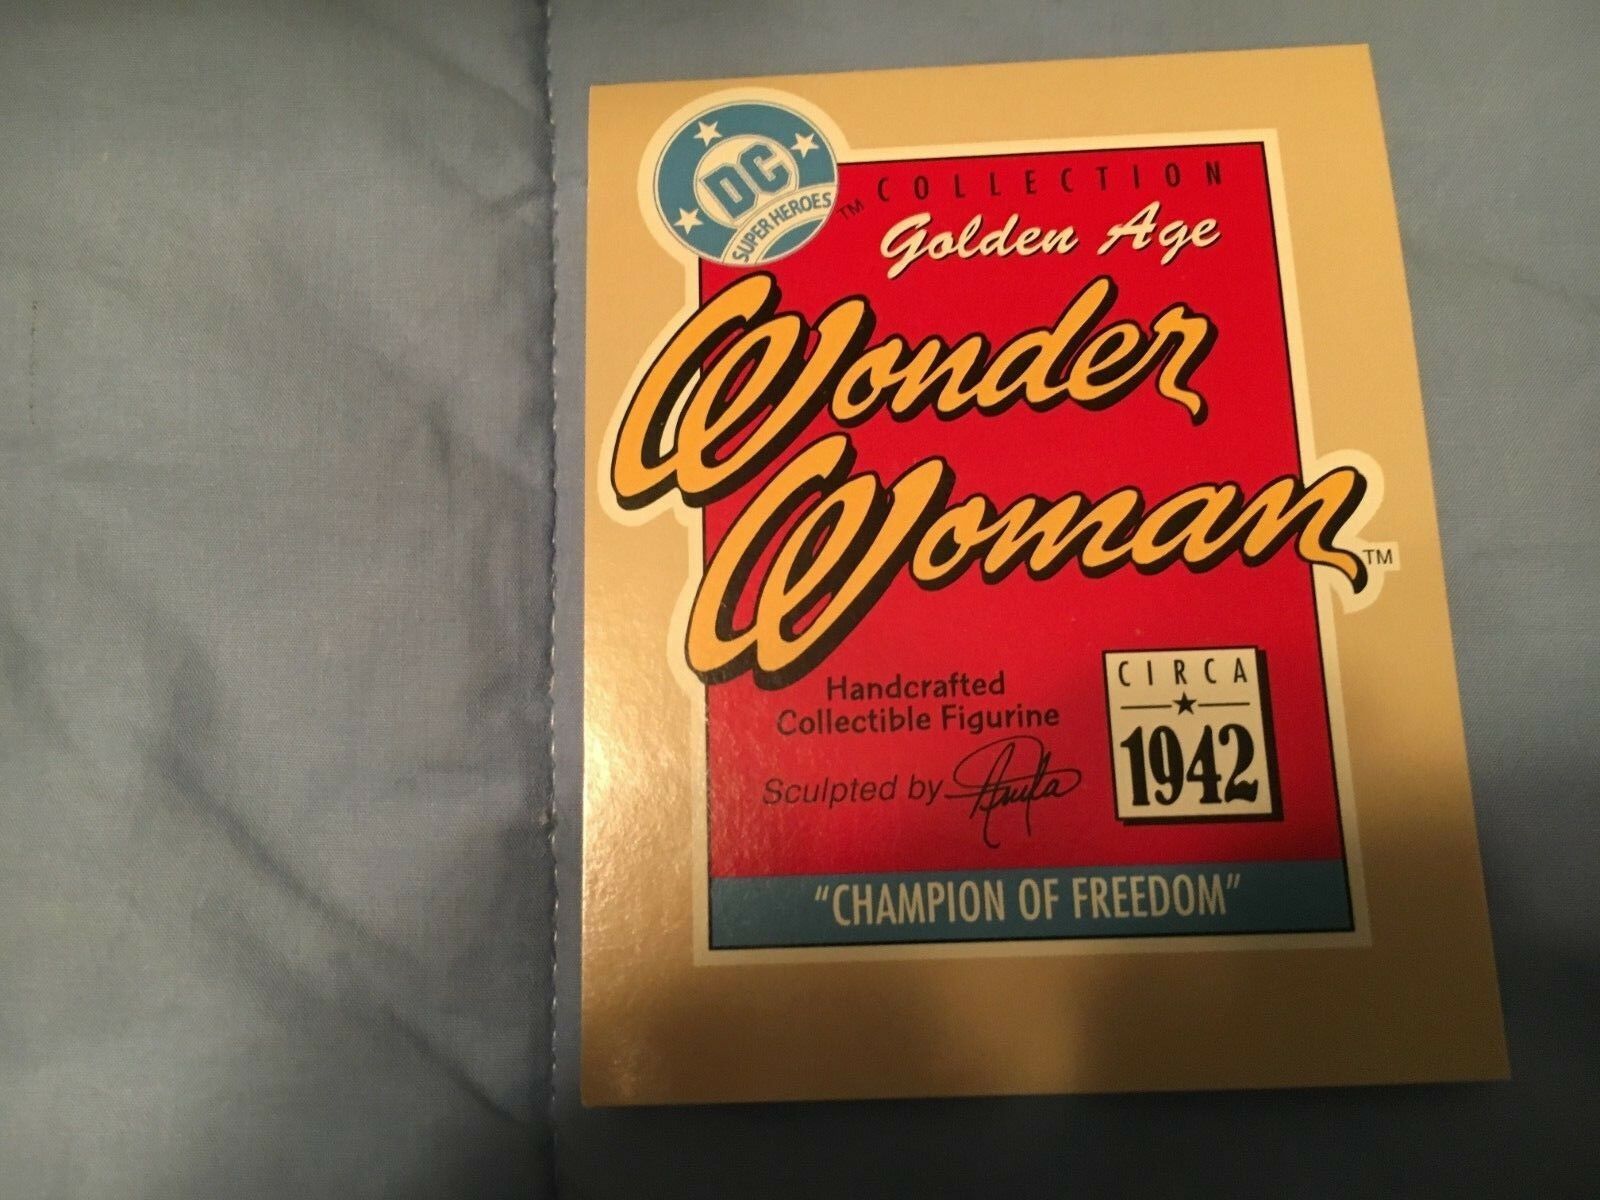 DC
SUPER HEROES
TM COLLECTION
Golden Age
Wonder
Woman TM
Handcrafted
Collectible Figurine
Sculpted by Anita
CIRCA
1942
"CHAMPION OF FREEDOM"